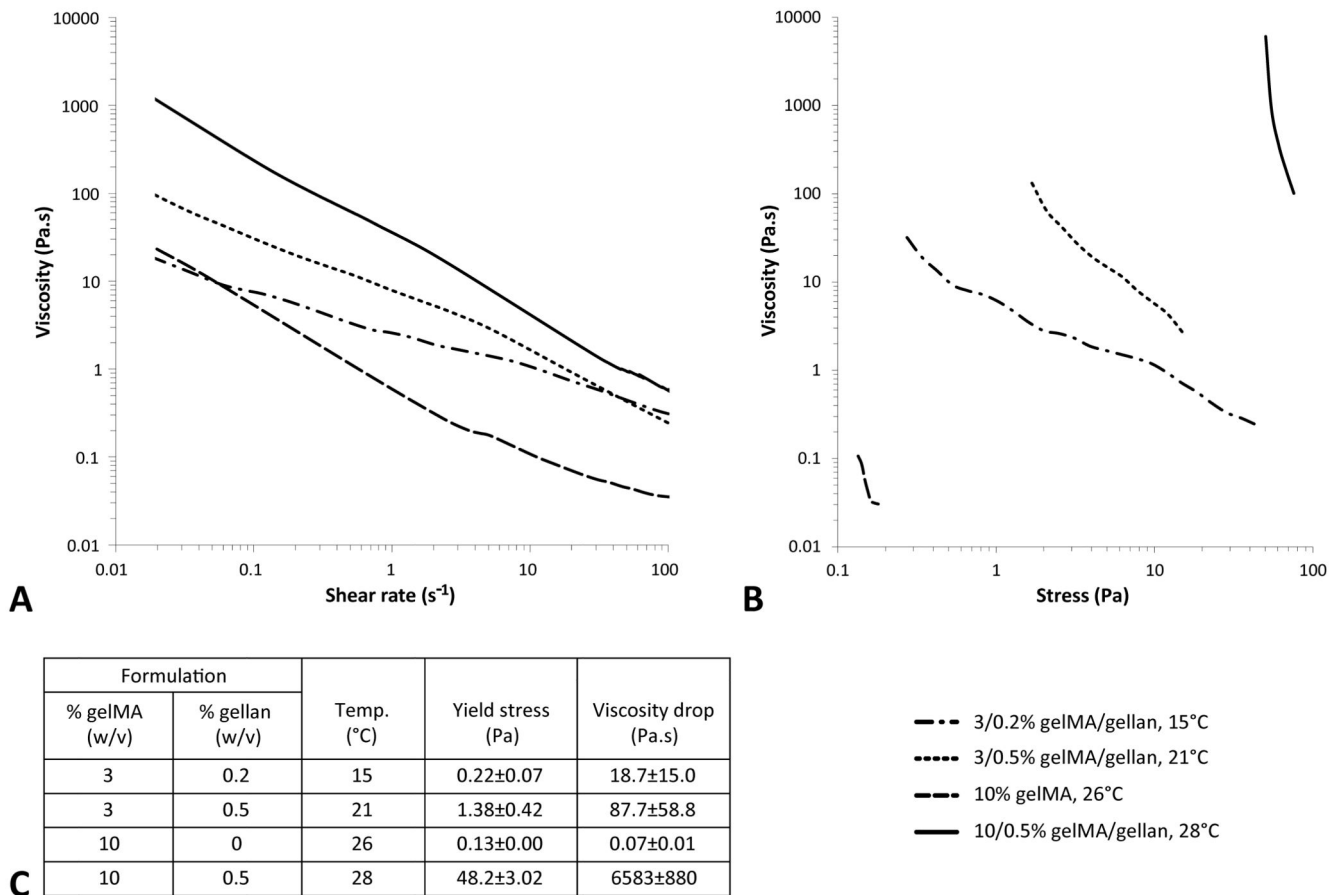 10000
1000
100
10
1
0.1
0.01
Viscosity (Pa.s)
0.01 0.1 1 10 100
Shear rate (s⁻¹)
A
10000
1000
100
10
1
0.1
0.01
Viscosity (Pa.s)
0.1 1 10 100
Stress (Pa)
B
Formulation
% gelMA (w/v) % gellan (w/v) Temp. (°C) Yield stress (Pa) Viscosity drop (Pa.s)
3 0.2 15 0.22±0.07 18.7±15.0
3 0.5 21 1.38±0.42 87.7±58.8
10 0 26 0.13±0.00 0.07±0.01
10 0.5 28 48.2±3.02 6583±880
C
3/0.2% gelMA/gellan, 15°C
3/0.5% gelMA/gellan, 21°C
10% gelMA, 26°C
10/0.5% gelMA/gellan, 28°C